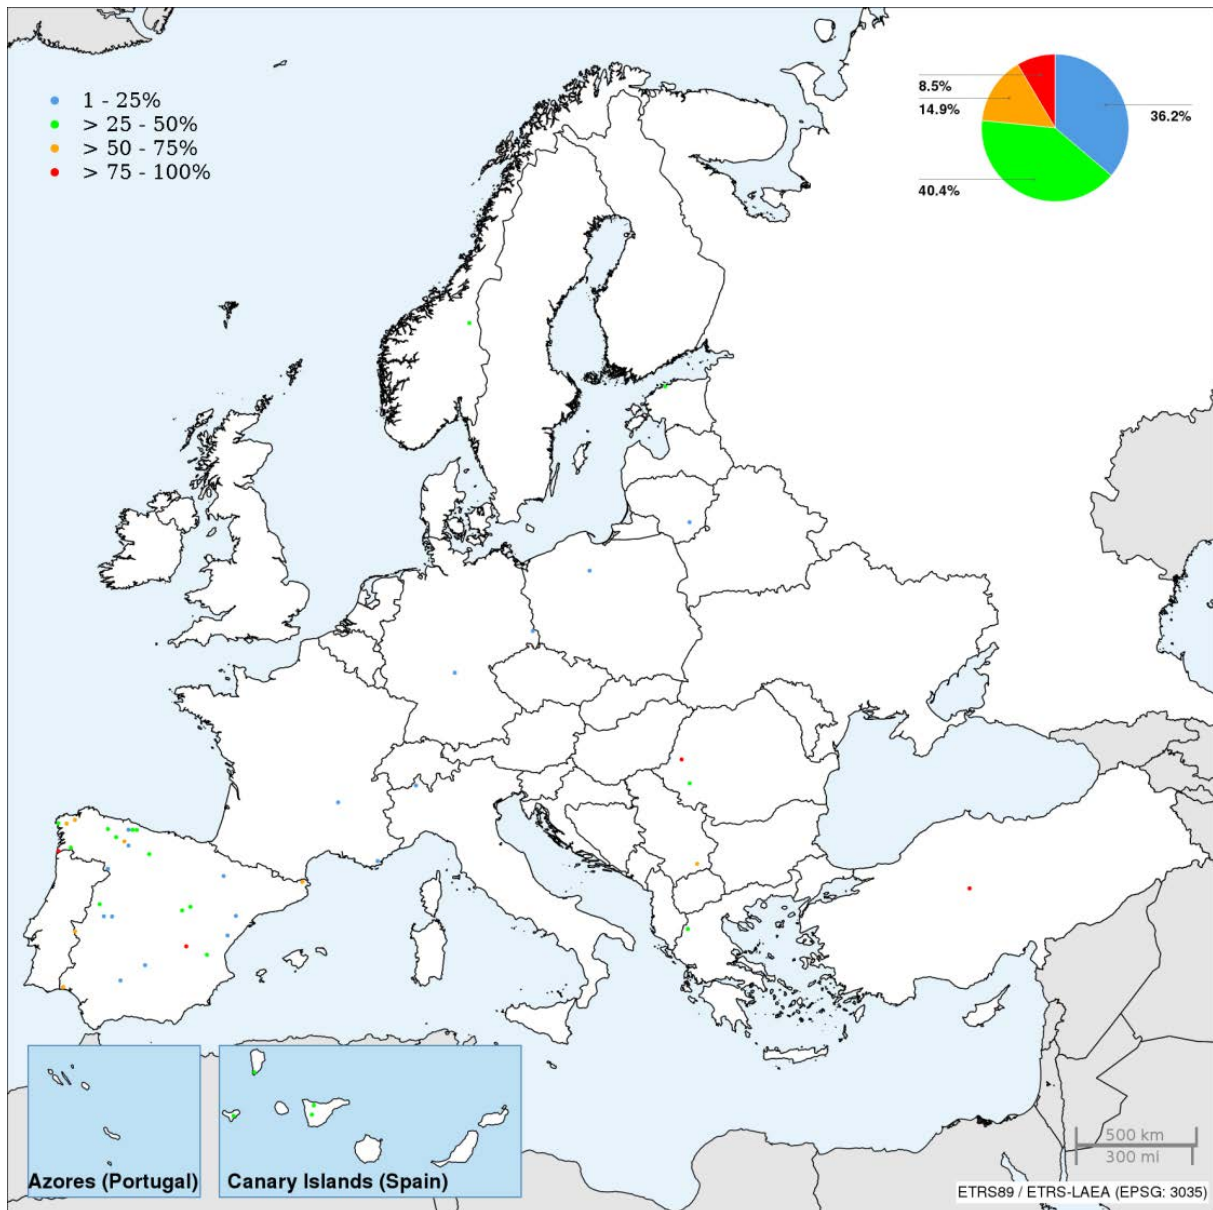 1 - 25%
> 25 - 50%
> 50 - 75%
> 75 - 100%
8.5%
14.9%
36.2%
40.4%
Azores (Portugal)
Canary Islands (Spain)
500 km
300 mi
ETRS89 / ETRS-LAEA (EPSG: 3035)